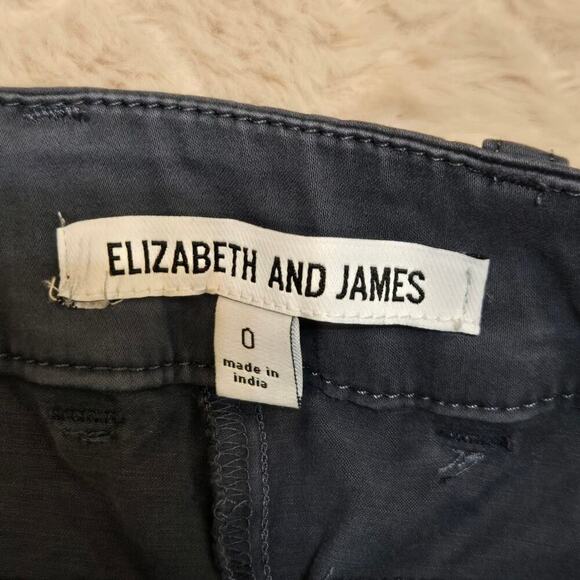 ELIZABETH AND JAMES
0
made in
india